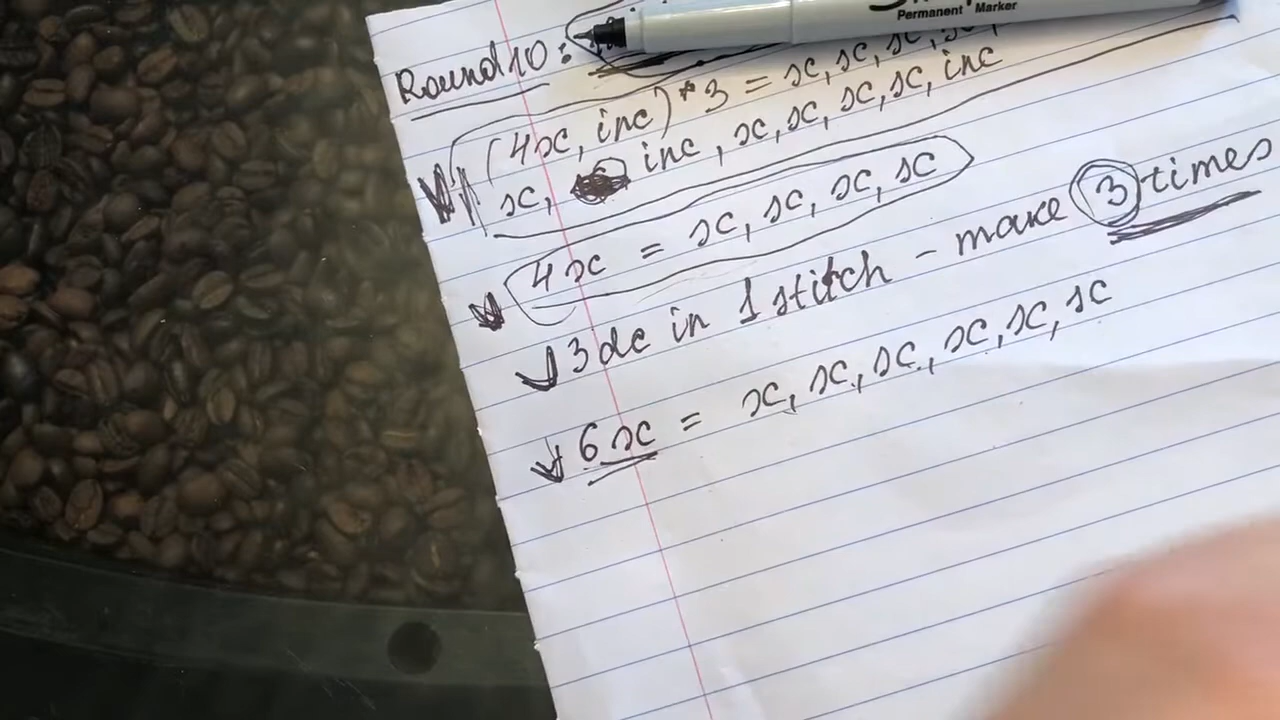 Permanent Marker
Round 10:
(4sc, inc)*3 = sc, sc, sc, sc,
sc, inc, sc, sc, sc, sc, inc
4sc = sc, sc, sc, sc
3dc in 1 stitch - make 3 times
6sc = sc, sc, sc, sc, sc, sc